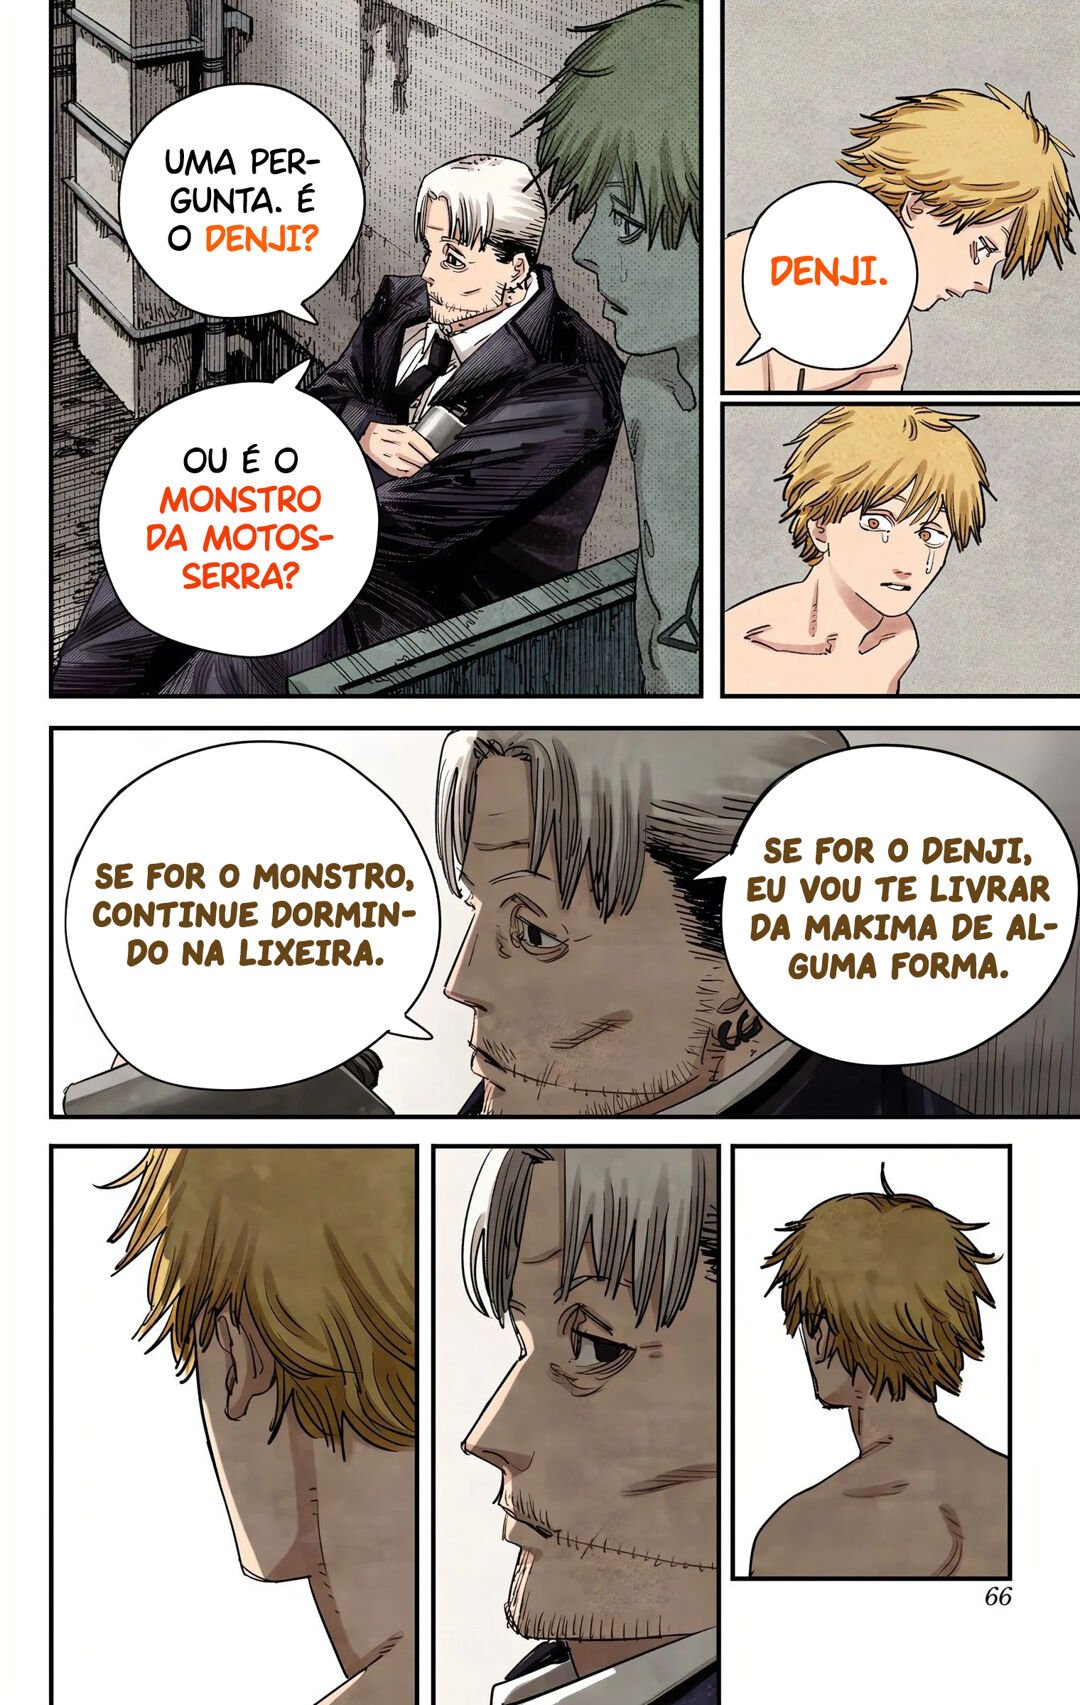 DENJI.
UMA PER-
GUNTA. É
O DENJI?
OU É O
MONSTRO
DA MOTOS-
SERRA?
SE FOR O DENJI,
EU VOU TE LIVRAR
DA MAKIMA DE AL-
GUMA FORMA.
SE FOR O MONSTRO,
CONTINUE DORMIN-
DO NA LIXEIRA.
66